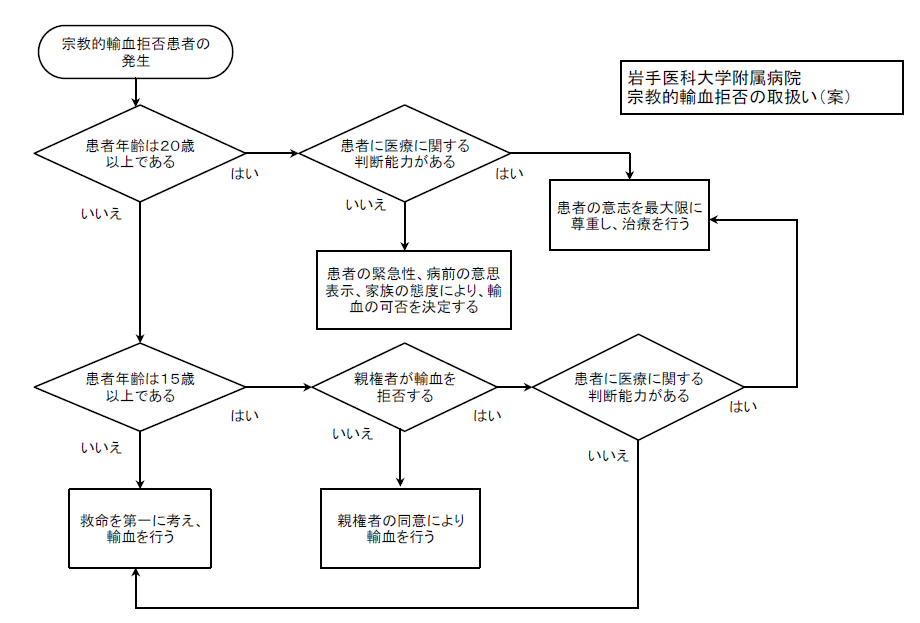 宗教的輸血拒否患者の
発生
岩手医科大学附属病院
宗教的輸血拒否の取扱い（案）
患者年齢は２０歳
以上である
はい
いいえ
患者に医療に関する
判断能力がある
はい
いいえ
患者の意志を最大限に
尊重し、治療を行う
患者の緊急性、病前の意思
表示、家族の態度により、輸
血の可否を決定する
患者年齢は１５歳
以上である
はい
いいえ
親権者が輸血を
拒否する
はい
いいえ
患者に医療に関する
判断能力がある
はい
いいえ
救命を第一に考え、
輸血を行う
親権者の同意により
輸血を行う